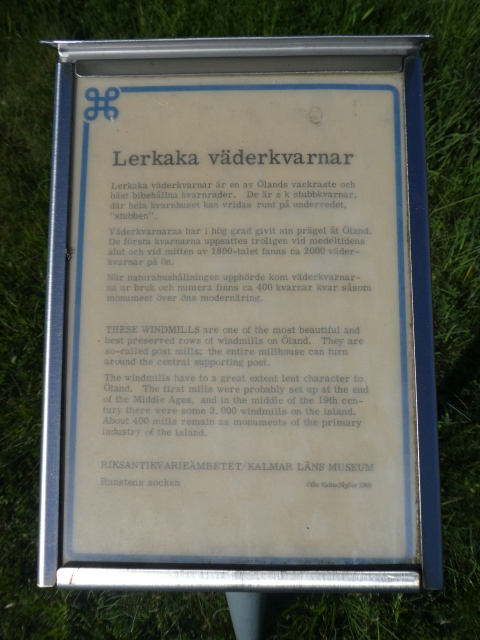 Lerkaka väderkvarnar
Lerkaka väderkvarnar är en av Ölands vackraste och
bäst bibehållna kvarnrader. De är s k stubbkvarnar,
där hela kvarnhuset kan vridas runt på underredet,
"stubben".
Väderkvarnarna har i hög grad givit sin prägel åt Öland.
De första kvarnarna uppsattes troligen vid medeltidens
slut och vid mitten av 1800-talet fanns ca 2000 väder-
kvarnar på ön.
När naturahushållningen upphörde kom väderkvarnar-
na ur bruk och numera finns ca 400 kvarnar kvar såsom
monument över öns modernäring.
THESE WINDMILLS are one of the most beautiful and
best preserved rows of windmills on Öland. They are
so-called post mills; the entire millhouse can turn
around the central supporting post.
The windmills have to a great extent lent character to
Öland. The first mills were probably set up at the end
of the Middle Ages, and in the middle of the 19th cen-
tury there were some 2,000 windmills on the island.
About 400 mills remain as monuments of the primary
industry of the island.
RIKSANTIKVARIEÄMBETET/KALMAR LÄNS MUSEUM
Runstens socken